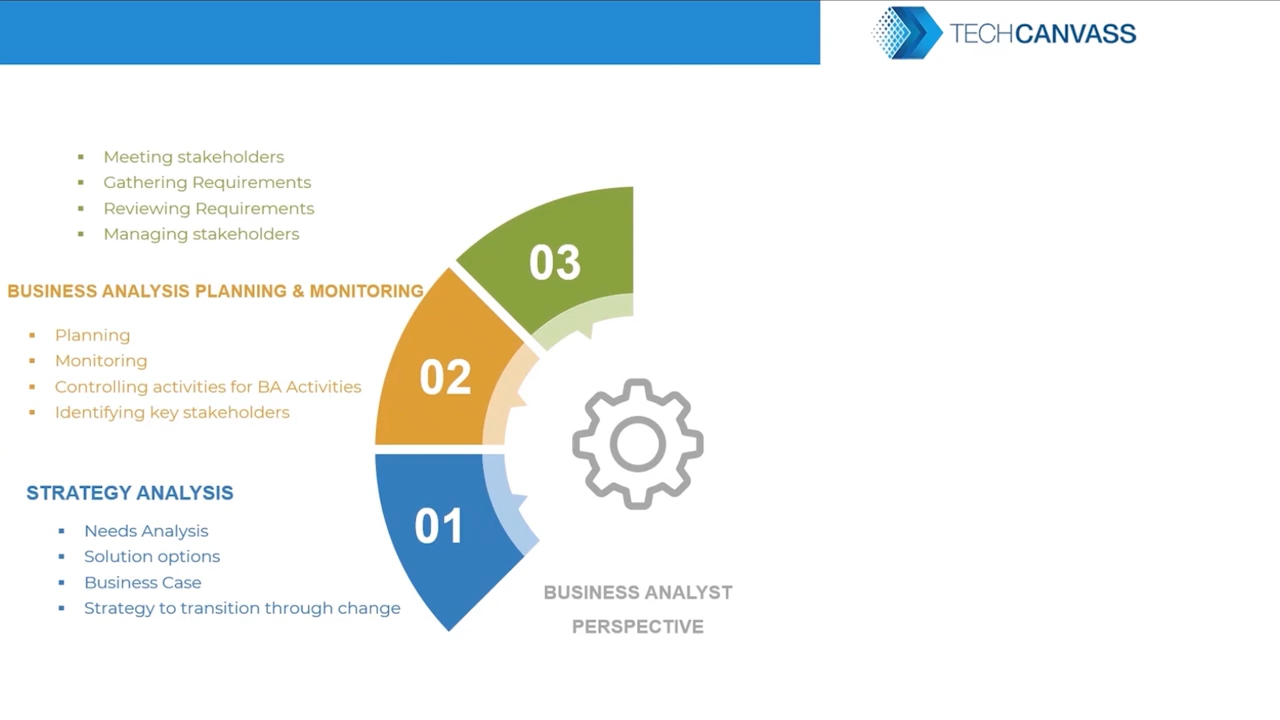 TECHCANVASS
Meeting stakeholders
Gathering Requirements
Reviewing Requirements
Managing stakeholders
03
BUSINESS ANALYSIS PLANNING & MONITORING
Planning
Monitoring
Controlling activities for BA Activities
Identifying key stakeholders
02
STRATEGY ANALYSIS
Needs Analysis
Solution options
Business Case
Strategy to transition through change
01
BUSINESS ANALYST
PERSPECTIVE